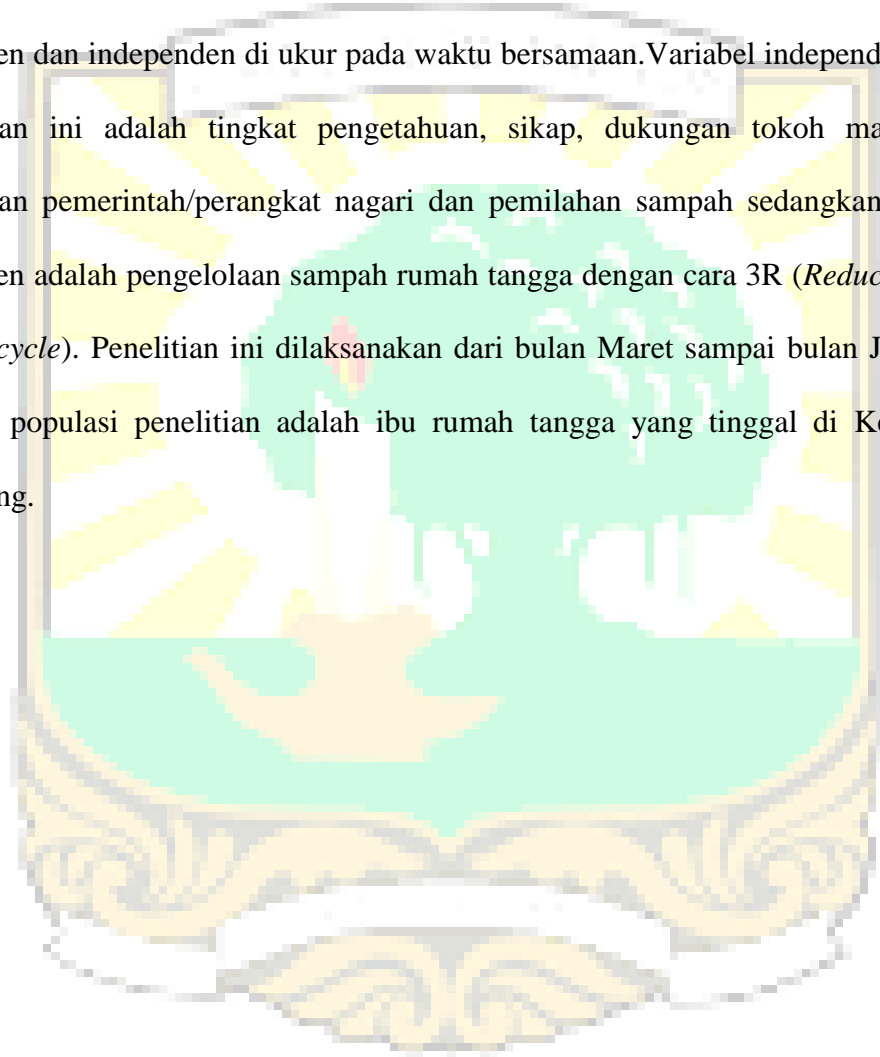 en dan independen di ukur pada waktu bersamaan.Variabel independ
an ini adalah tingkat pengetahuan, sikap, dukungan tokoh ma
an pemerintah/perangkat nagari dan pemilahan sampah sedangkan
en adalah pengelolaan sampah rumah tangga dengan cara 3R (Reduc
cycle). Penelitian ini dilaksanakan dari bulan Maret sampai bulan J
populasi penelitian adalah ibu rumah tangga yang tinggal di Ke
ng.